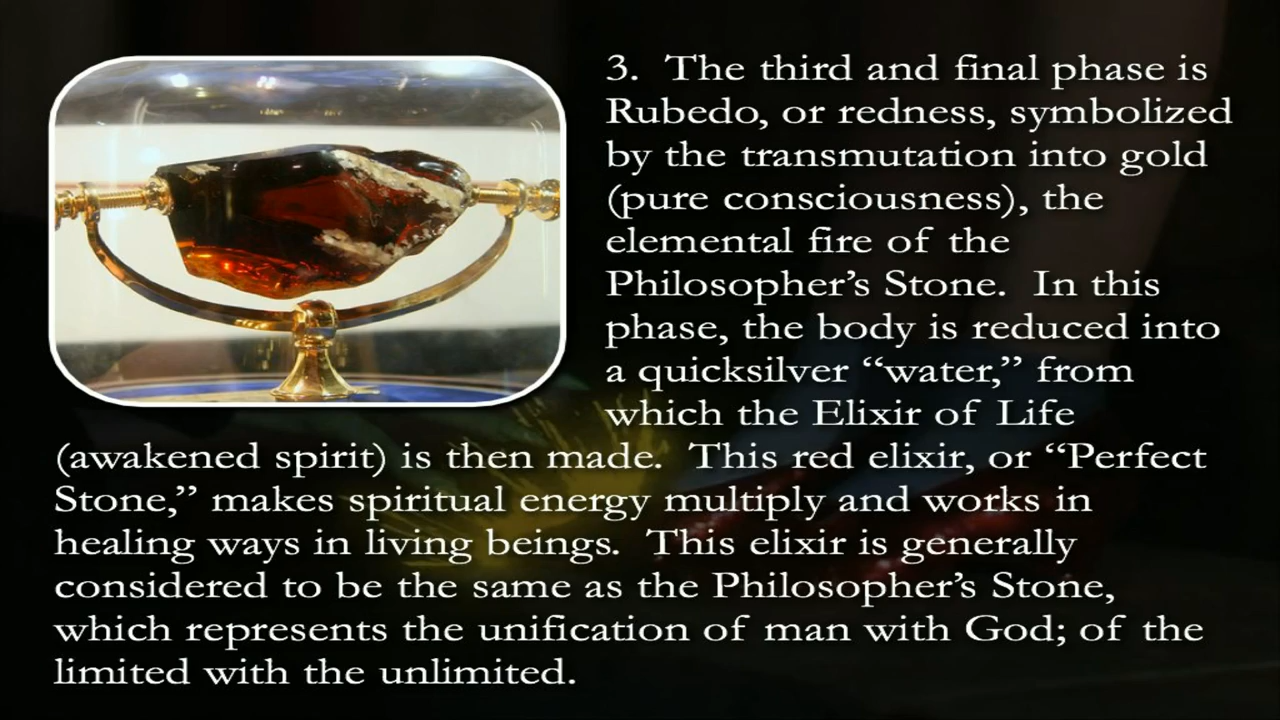 3.  The third and final phase is
Rubedo, or redness, symbolized
by the transmutation into gold
(pure consciousness), the
elemental fire of the
Philosopher’s Stone.  In this
phase, the body is reduced into
a quicksilver “water,” from
which the Elixir of Life
(awakened spirit) is then made.  This red elixir, or “Perfect
Stone,” makes spiritual energy multiply and works in
healing ways in living beings.  This elixir is generally
considered to be the same as the Philosopher’s Stone,
which represents the unification of man with God; of the
limited with the unlimited.